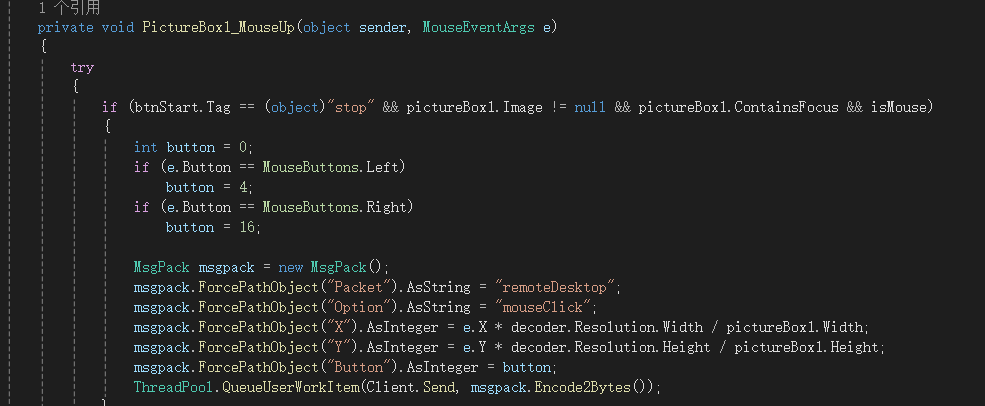 1 个引用
private void PictureBox1_MouseUp(object sender, MouseEventArgs e)
{
try
{
if (btnStart.Tag == (object)"stop" && pictureBox1.Image != null && pictureBox1.ContainsFocus && isMouse)
{
int button = 0;
if (e.Button == MouseButtons.Left)
button = 4;
if (e.Button == MouseButtons.Right)
button = 16;
MsgPack msgpack = new MsgPack();
msgpack.ForcePathObject("Packet").AsString = "remoteDesktop";
msgpack.ForcePathObject("Option").AsString = "mouseClick";
msgpack.ForcePathObject("X").AsInteger = e.X * decoder.Resolution.Width / pictureBox1.Width;
msgpack.ForcePathObject("Y").AsInteger = e.Y * decoder.Resolution.Height / pictureBox1.Height;
msgpack.ForcePathObject("Button").AsInteger = button;
ThreadPool.QueueUserWorkItem(Client.Send, msgpack.Encode2Bytes());
}